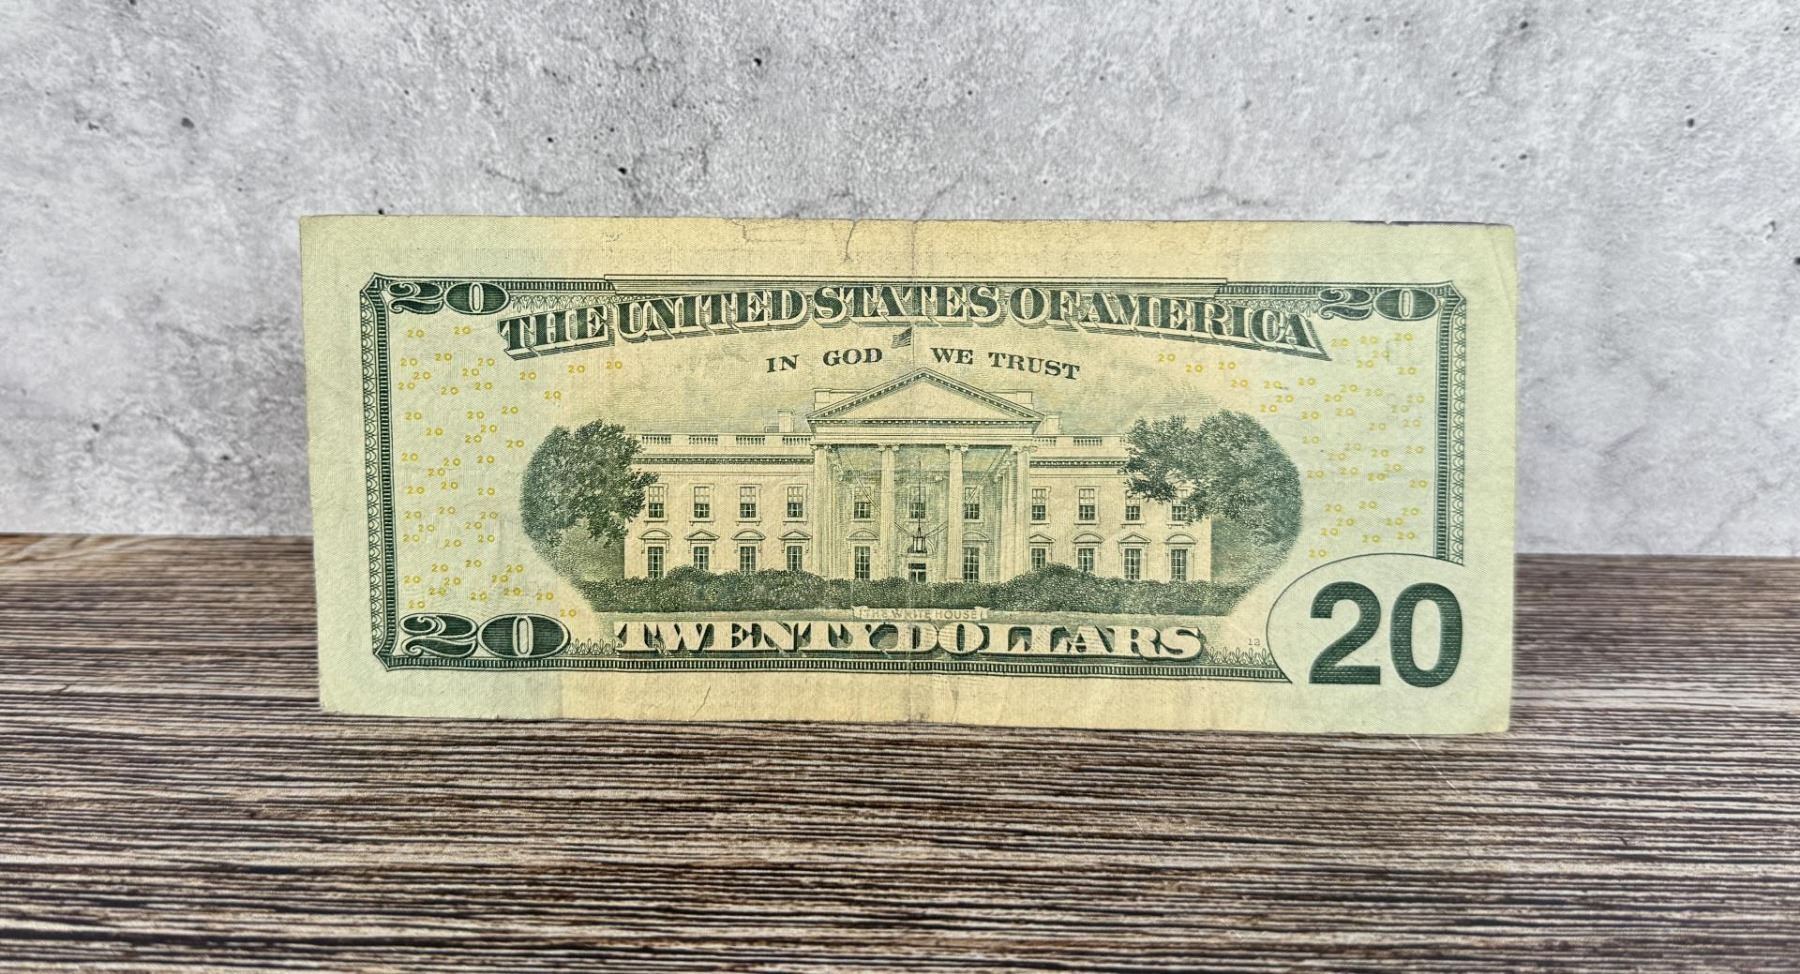 20 THE UNITED STATES OF AMERICA 20
IN GOD WE TRUST
THE WHITE HOUSE
20 TWENTY DOLLARS 20